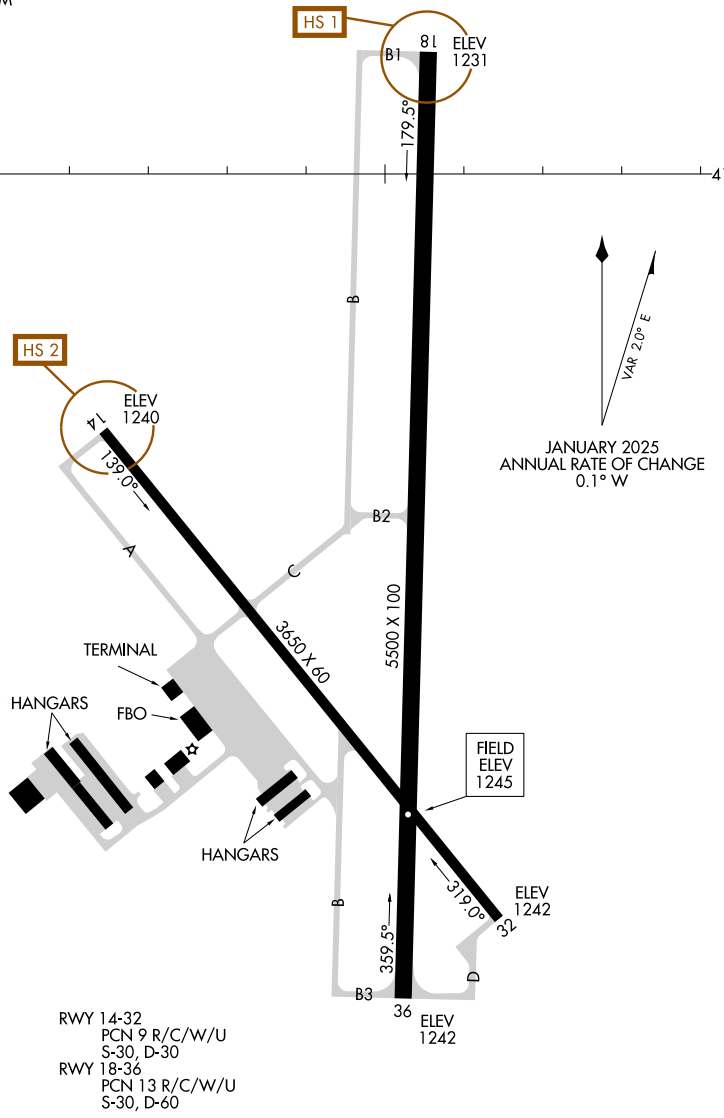 M
HS 1
18
ELEV
1231
B1
179.5°
4
B
VAR 2.0° E
HS 2
14
ELEV
1240
139.0°
JANUARY 2025
ANNUAL RATE OF CHANGE
0.1° W
A
B2
C
5500 X 100
3650 X 60
TERMINAL
HANGARS
FBO
FIELD
ELEV
1245
HANGARS
319.0°
ELEV
1242
32
B
359.5°
D
B3
36
ELEV
1242
RWY 14-32
PCN 9 R/C/W/U
S-30, D-30
RWY 18-36
PCN 13 R/C/W/U
S-30, D-60